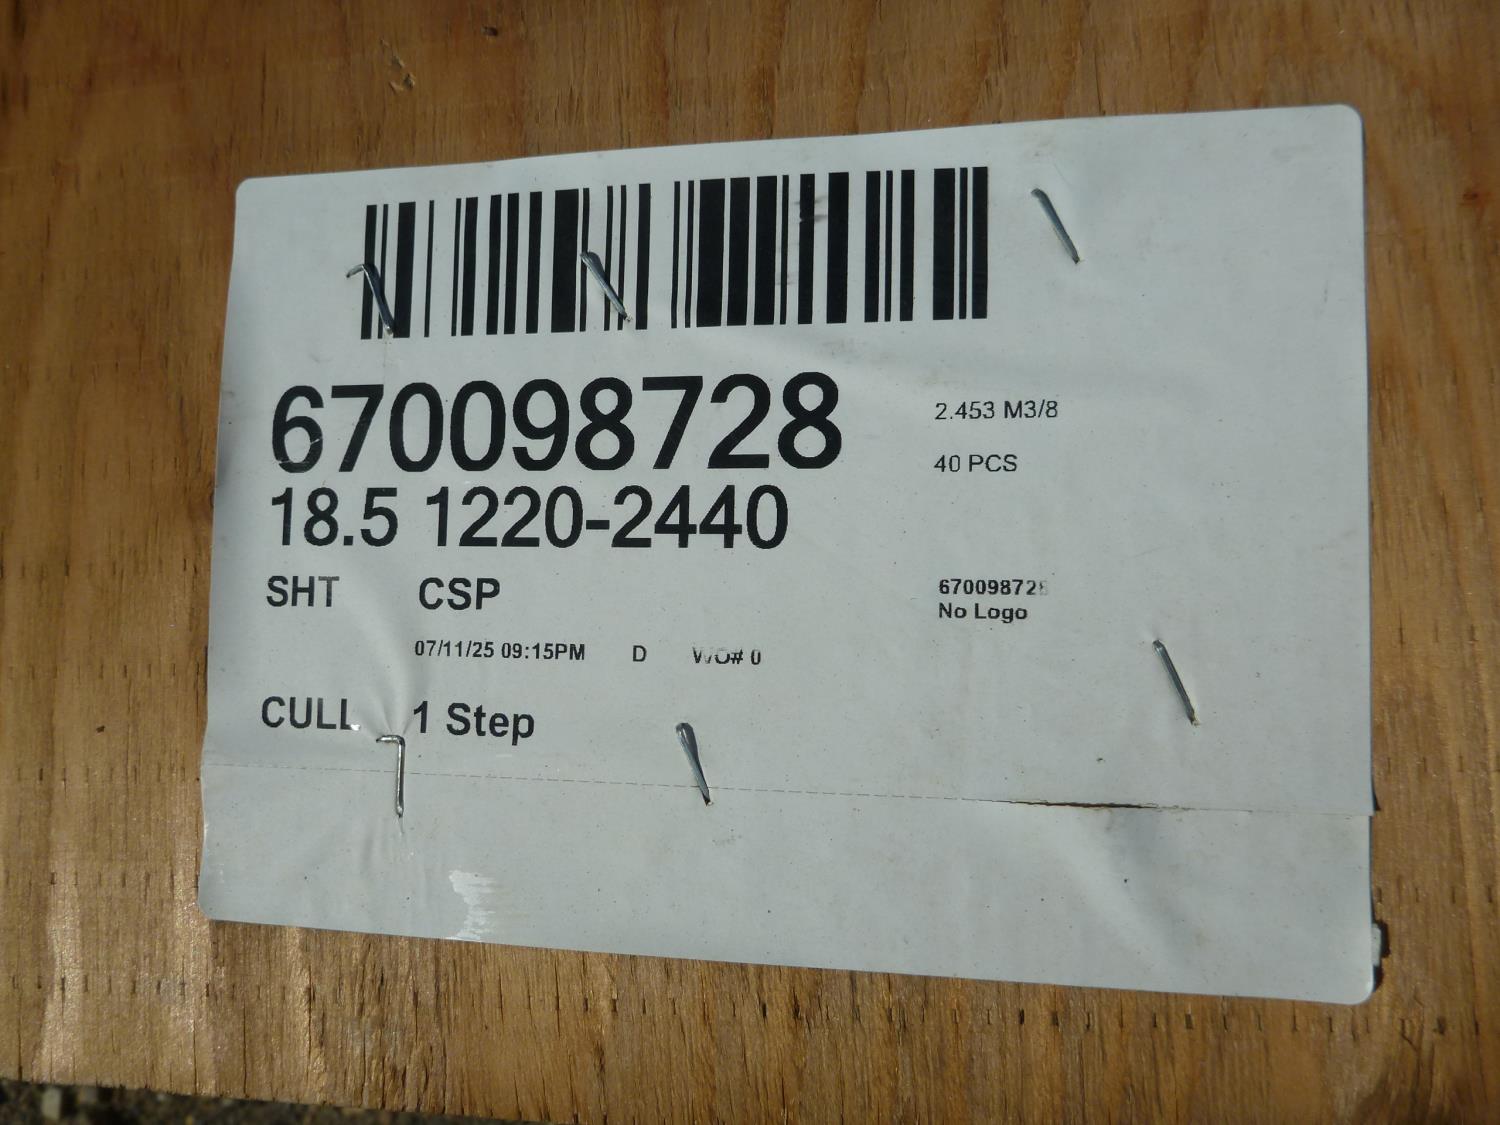 670098728
2.453 M3/8
40 PCS
18.5 1220-2440
SHT CSP
670098728
No Logo
07/11/25 09:15PM D WO# 0
CULL 1 Step